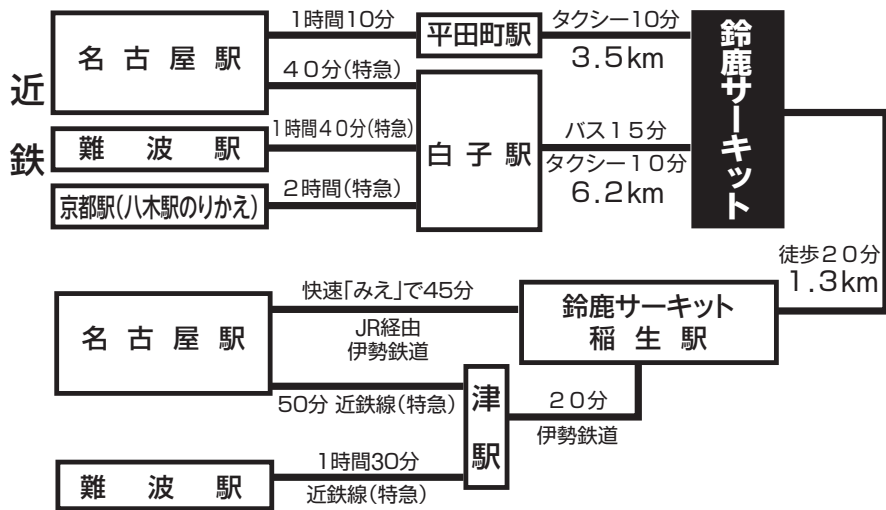 近鉄
名古屋駅
1時間10分
平田町駅
タクシー10分
3.5km
鈴鹿サーキット
40分(特急)
難波駅
1時間40分(特急)
白子駅
バス15分
タクシー10分
6.2km
京都駅(八木駅のりかえ)
2時間(特急)
徒歩20分
1.3km
名古屋駅
快速「みえ」で45分
JR経由
伊勢鉄道
鈴鹿サーキット
稲生駅
50分 近鉄線(特急)
津駅
20分
伊勢鉄道
難波駅
1時間30分
近鉄線(特急)